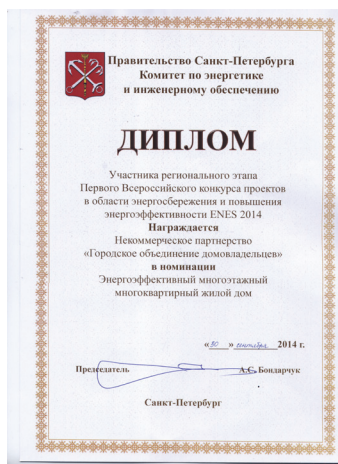 Правительство Санкт-Петербурга
Комитет по энергетике
и инженерному обеспечению
ДИПЛОМ
Участника регионального этапа
Первого Всероссийского конкурса проектов
в области энергосбережения и повышения
энергоэффективности ENES 2014
Награждается
Некоммерческое партнерство
«Городское объединение домовладельцев»
в номинации
Энергоэффективный многоэтажный
многоквартирный жилой дом
«30» сентября 2014 г.
Председатель А.С. Бондарчук
Санкт-Петербург